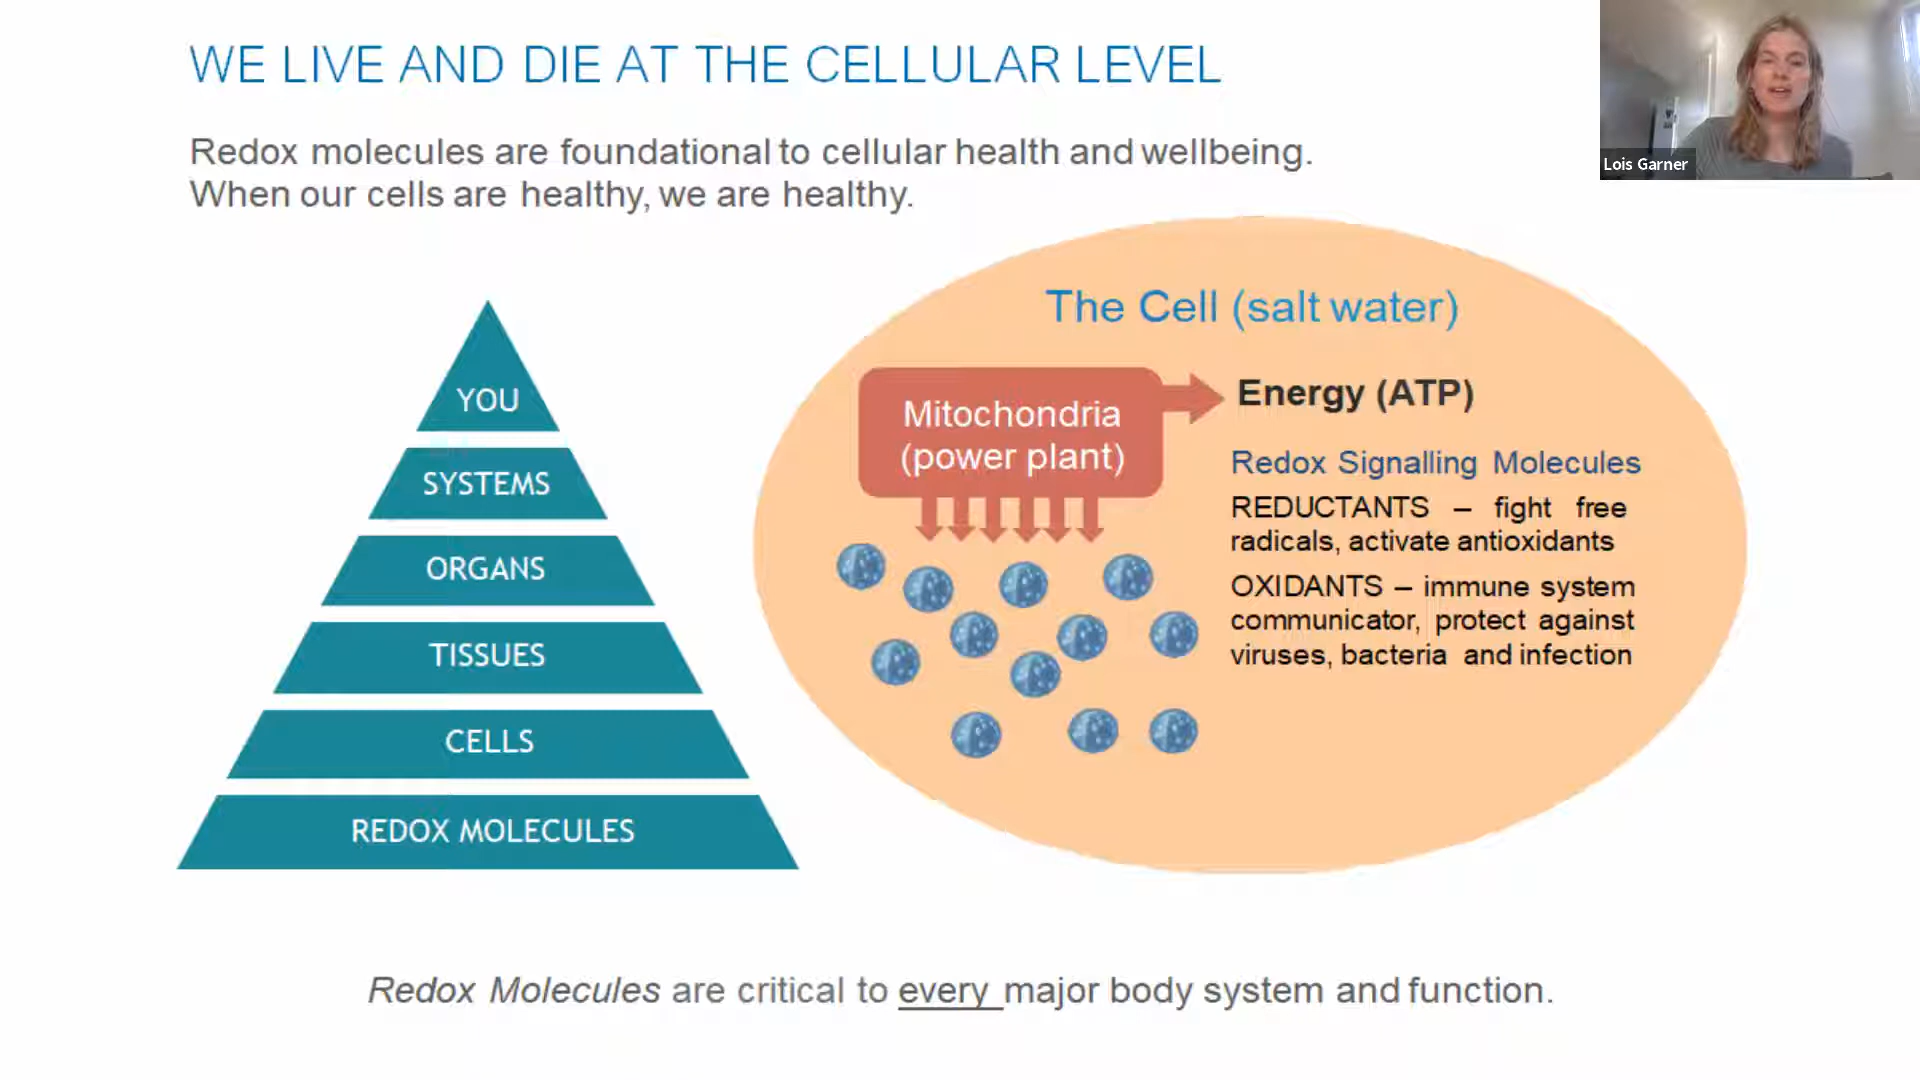 WE LIVE AND DIE AT THE CELLULAR LEVEL
Redox molecules are foundational to cellular health and wellbeing.
When our cells are healthy, we are healthy.
Lois Garner
YOU
SYSTEMS
ORGANS
TISSUES
CELLS
REDOX MOLECULES
The Cell (salt water)
Mitochondria
(power plant)
Energy (ATP)
Redox Signalling Molecules
REDUCTANTS – fight free
radicals, activate antioxidants
OXIDANTS – immune system
communicator, protect against
viruses, bacteria and infection
Redox Molecules are critical to every major body system and function.